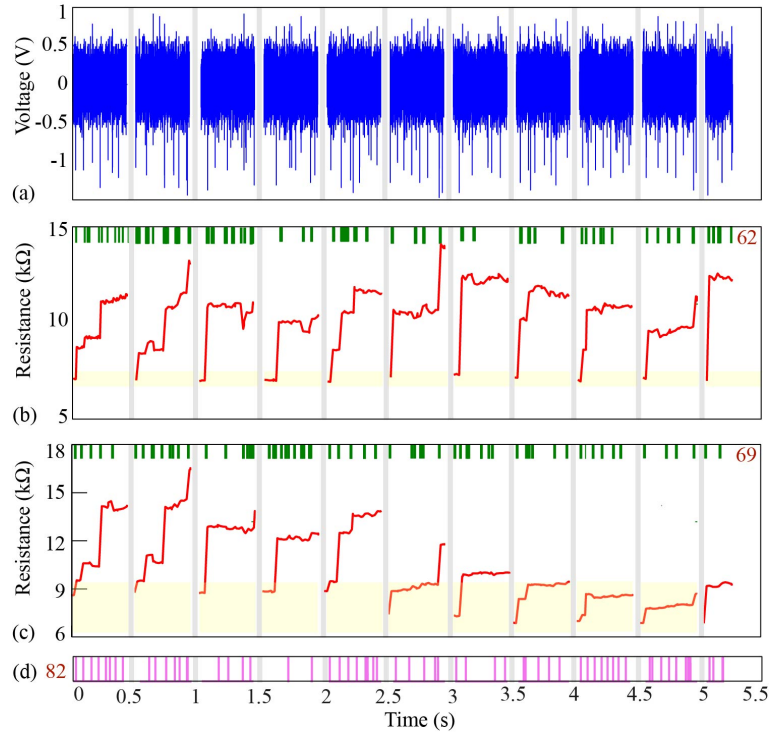 1
0.5
0
-0.5
-1
Voltage (V)
(a)
15
10
5
Resistance (kΩ)
62
(b)
18
15
12
9
6
Resistance (kΩ)
69
(c)
(d) 82
0 0.5 1 1.5 2 2.5 3 3.5 4 4.5 5 5.5
Time (s)